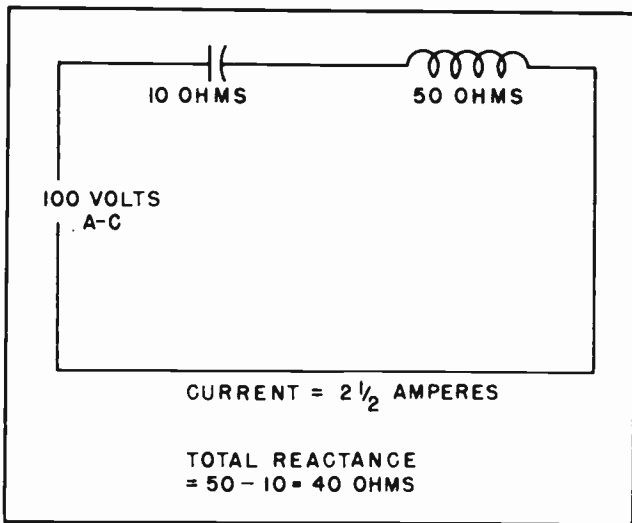 10 OHMS 50 OHMS
100 VOLTS
A-C
CURRENT = 2 1/2 AMPERES
TOTAL REACTANCE
= 50 - 10 = 40 OHMS